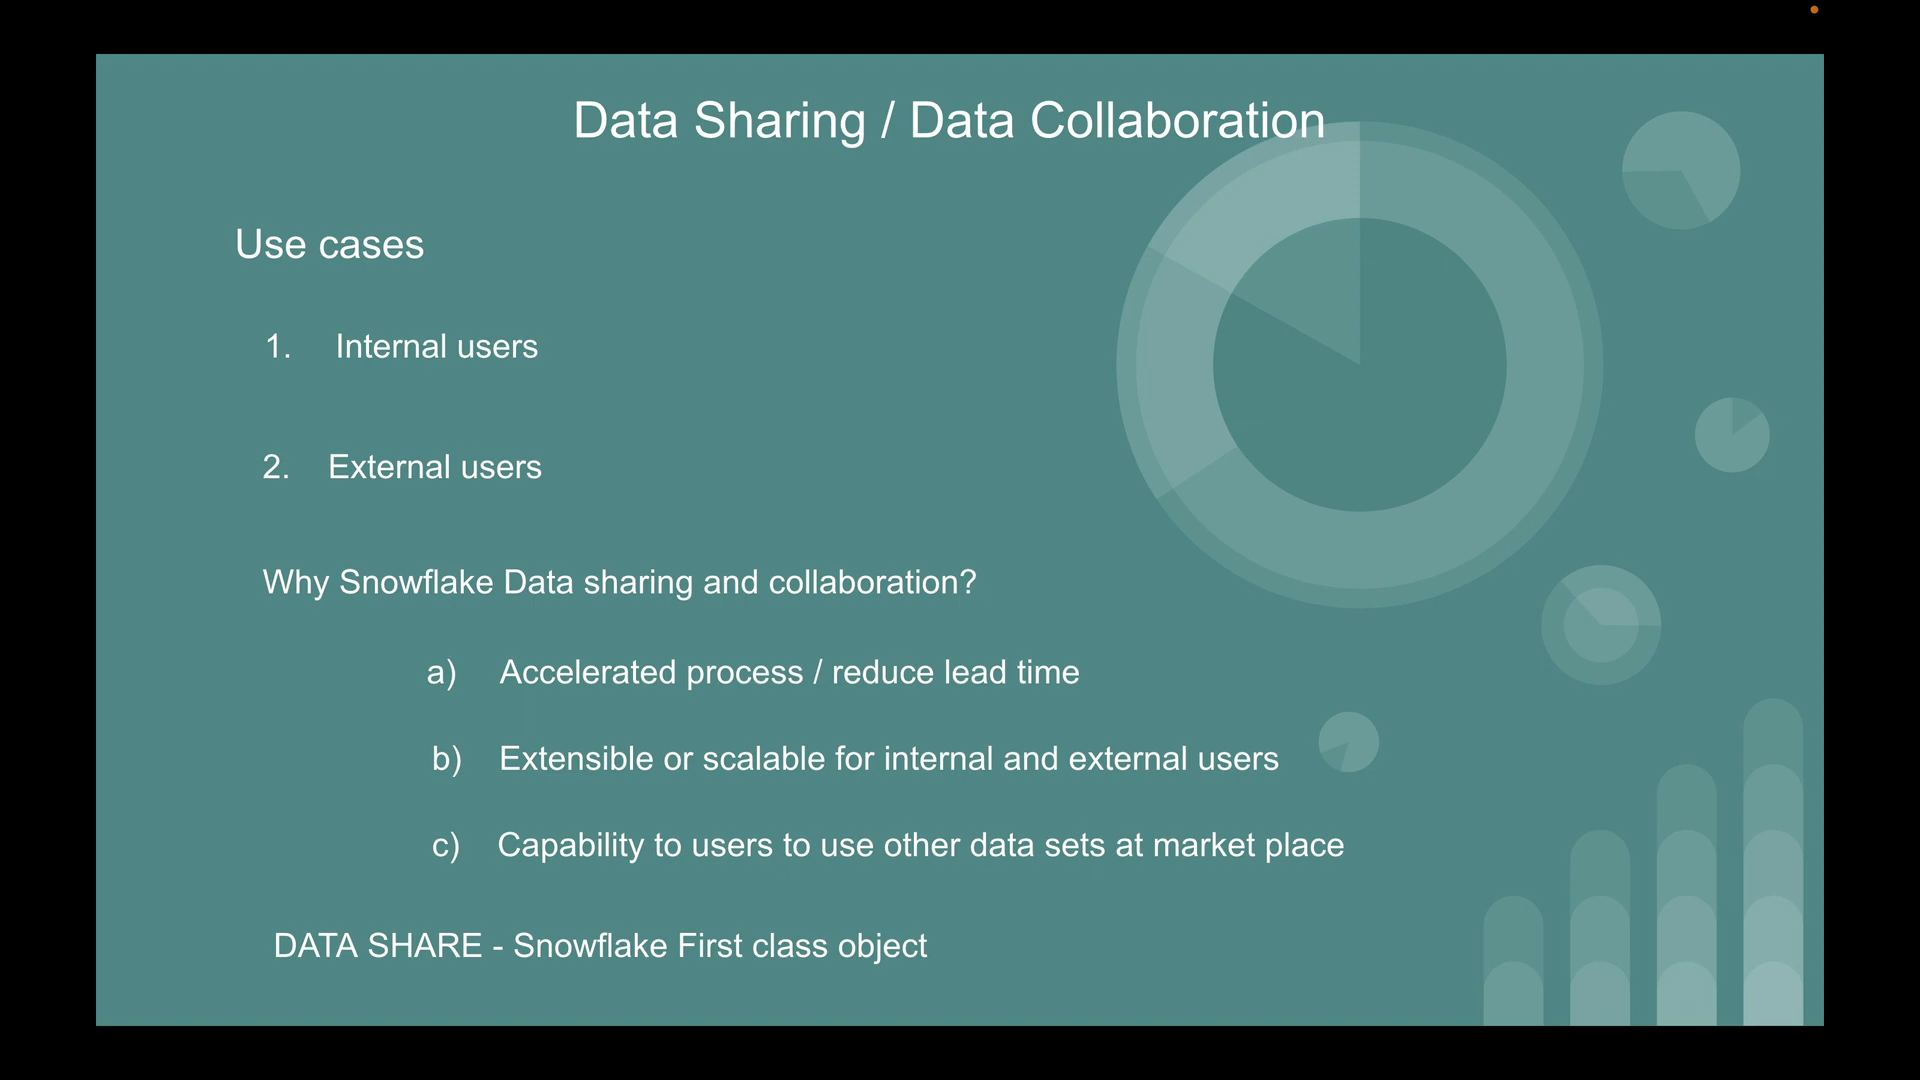 Data Sharing / Data Collaboration
Use cases
1. Internal users
2. External users
Why Snowflake Data sharing and collaboration?
a) Accelerated process / reduce lead time
b) Extensible or scalable for internal and external users
c) Capability to users to use other data sets at market place
DATA SHARE - Snowflake First class object